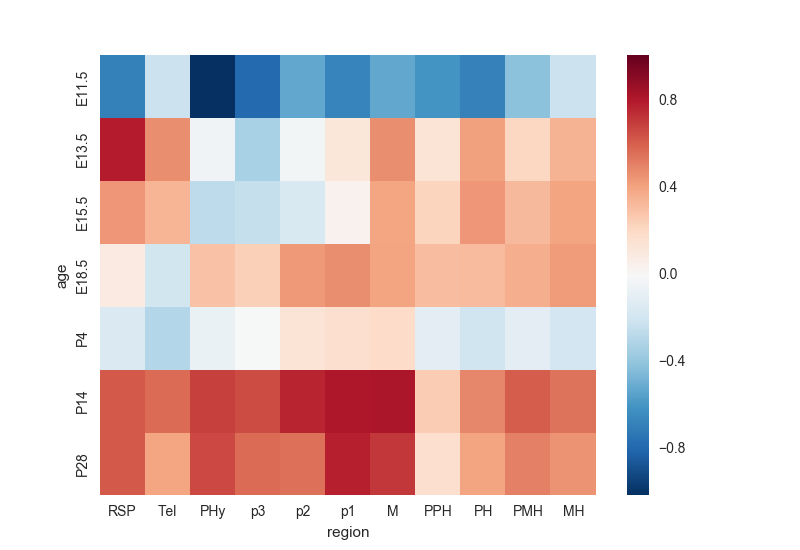 age
E11.5
E13.5
E15.5
E18.5
P4
P14
P28
RSP Tel PHy p3 p2 p1 M PPH PH PMH MH
region
0.8
0.4
0.0
−0.4
−0.8